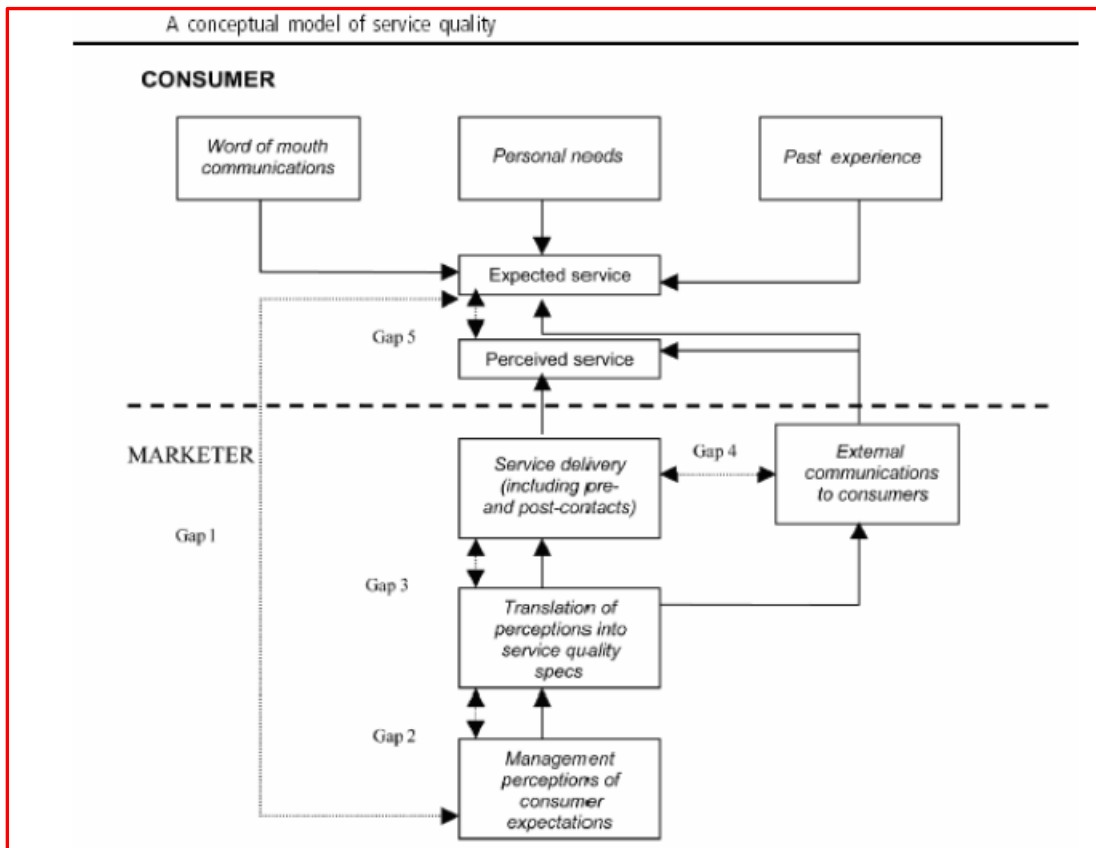 A conceptual model of service quality
CONSUMER
Word of mouth
communications
Personal needs
Past experience
Expected service
Gap 5
Perceived service
MARKETER
Gap 1
Service delivery
(including pre-
and post-contacts)
Gap 4
External
communications
to consumers
Gap 3
Translation of
perceptions into
service quality
specs
Gap 2
Management
perceptions of
consumer
expectations